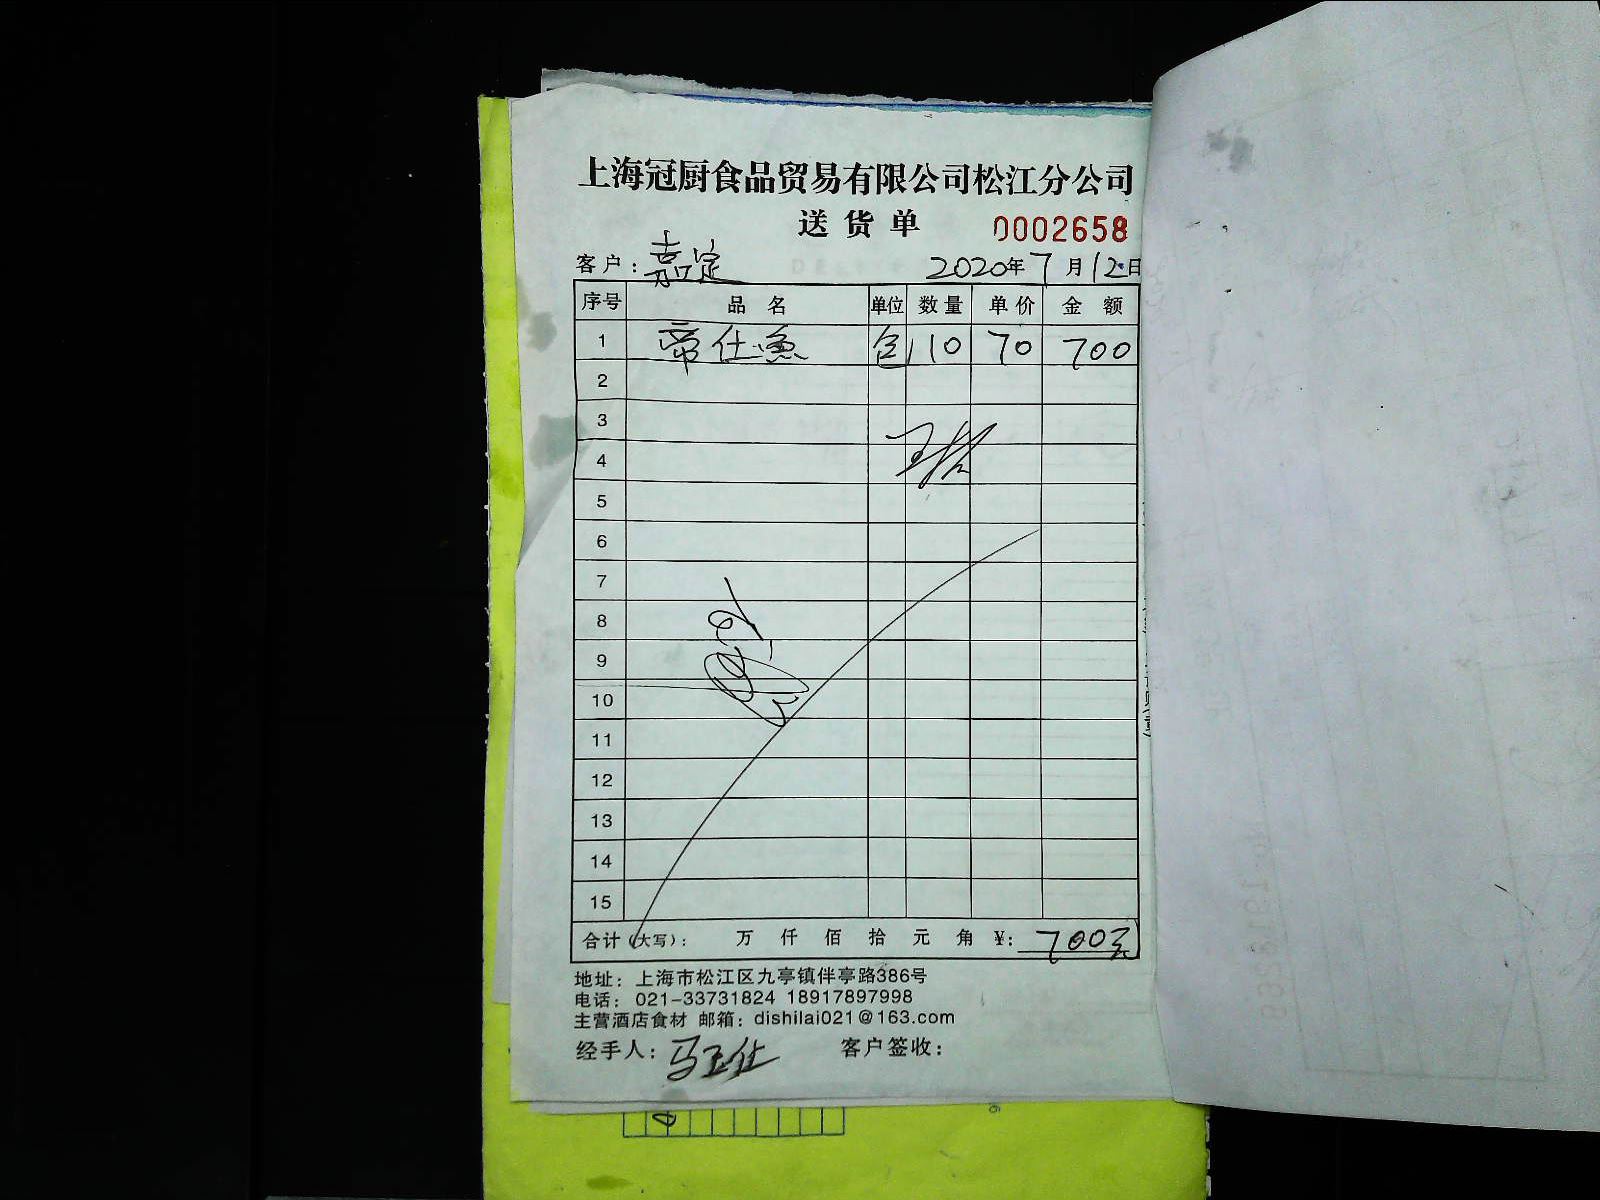 上海冠厨食品贸易有限公司松江分公司
送货单 0002658
客户：嘉定 2020年7月12日
序号 品名 单位 数量 单价 金额
1 帝仕鱼 包 10 70 700
2
3
4
5
6
7
8
9
10
11
12
13
14
15
合计（大写）： 万 仟 佰 拾 元 角 ¥：700元
地址：上海市松江区九亭镇伴亭路386号
电话：021-33731824 18917897998
主营酒店食材 邮箱：dishilai021@163.com
经手人：马玉仕 客户签收：